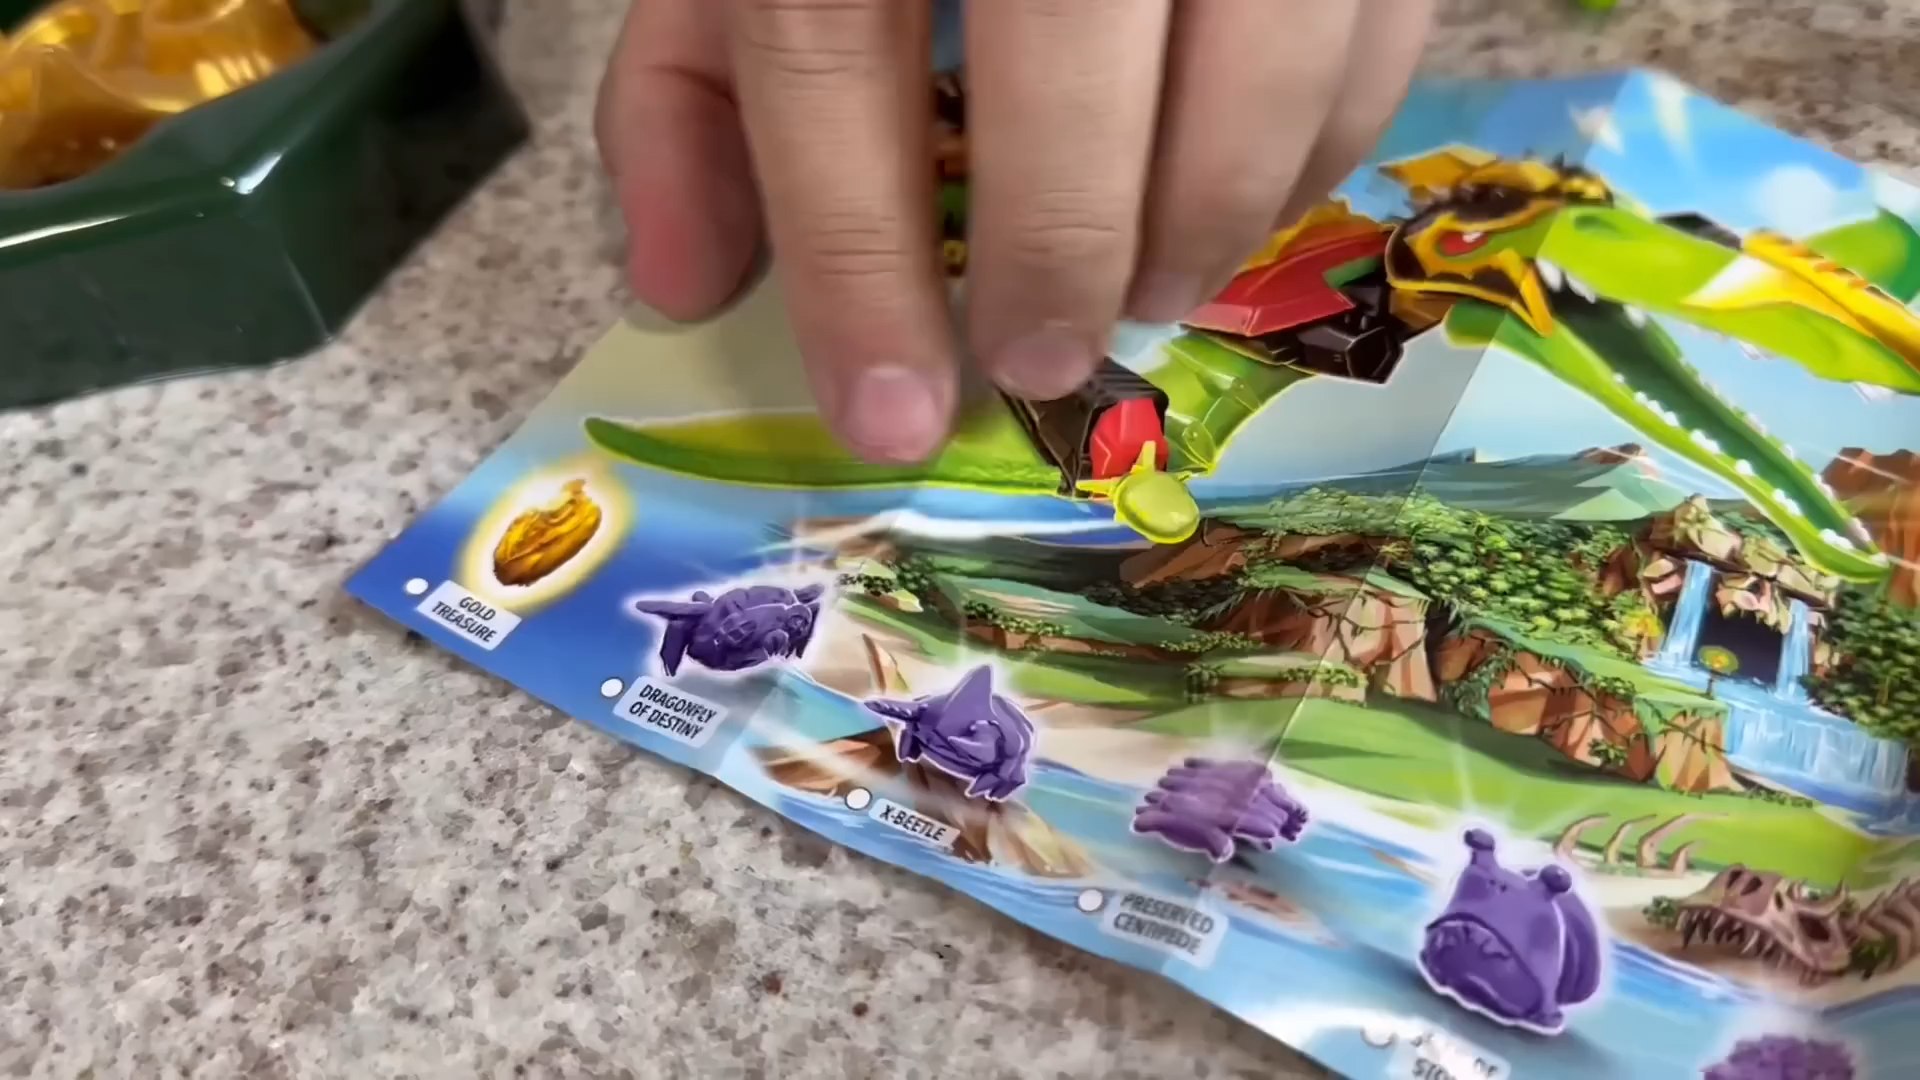 GOLD
TREASURE
DRAGONFLY
OF DESTINY
X-BEETLE
PRESERVED
CENTIPEDE